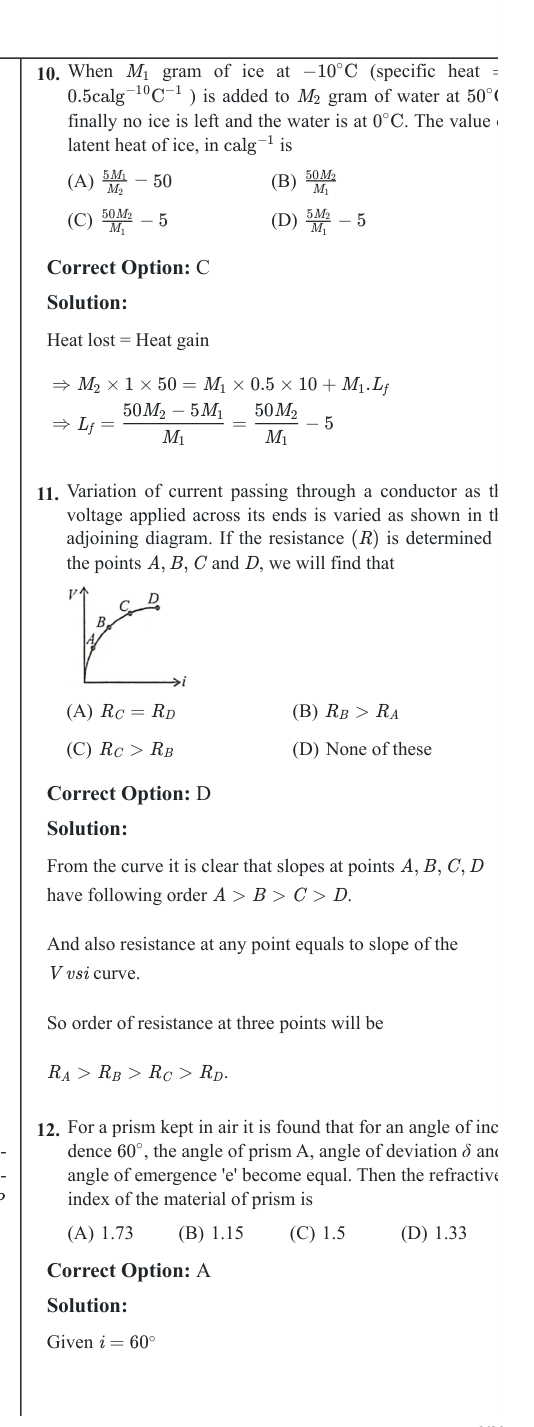 10. When M₁ gram of ice at −10°C (specific heat =
0.5calg⁻¹⁰C⁻¹ ) is added to M₂ gram of water at 50°C
finally no ice is left and the water is at 0°C. The value
latent heat of ice, in calg⁻¹ is
(A) 5M₁/M₂ − 50 (B) 50M₂/M₁
(C) 50M₂/M₁ − 5 (D) 5M₂/M₁ − 5
Correct Option: C
Solution:
Heat lost = Heat gain
⇒ M₂ × 1 × 50 = M₁ × 0.5 × 10 + M₁.L_f
⇒ L_f = (50M₂ − 5M₁)/M₁ = 50M₂/M₁ − 5
11. Variation of current passing through a conductor as th
voltage applied across its ends is varied as shown in th
adjoining diagram. If the resistance (R) is determined
the points A, B, C and D, we will find that
V
A B C D
i
(A) R_C = R_D (B) R_B > R_A
(C) R_C > R_B (D) None of these
Correct Option: D
Solution:
From the curve it is clear that slopes at points A, B, C, D
have following order A > B > C > D.
And also resistance at any point equals to slope of the
V vsi curve.
So order of resistance at three points will be
R_A > R_B > R_C > R_D.
12. For a prism kept in air it is found that for an angle of inc
dence 60°, the angle of prism A, angle of deviation δ and
angle of emergence 'e' become equal. Then the refractive
index of the material of prism is
(A) 1.73 (B) 1.15 (C) 1.5 (D) 1.33
Correct Option: A
Solution:
Given i = 60°